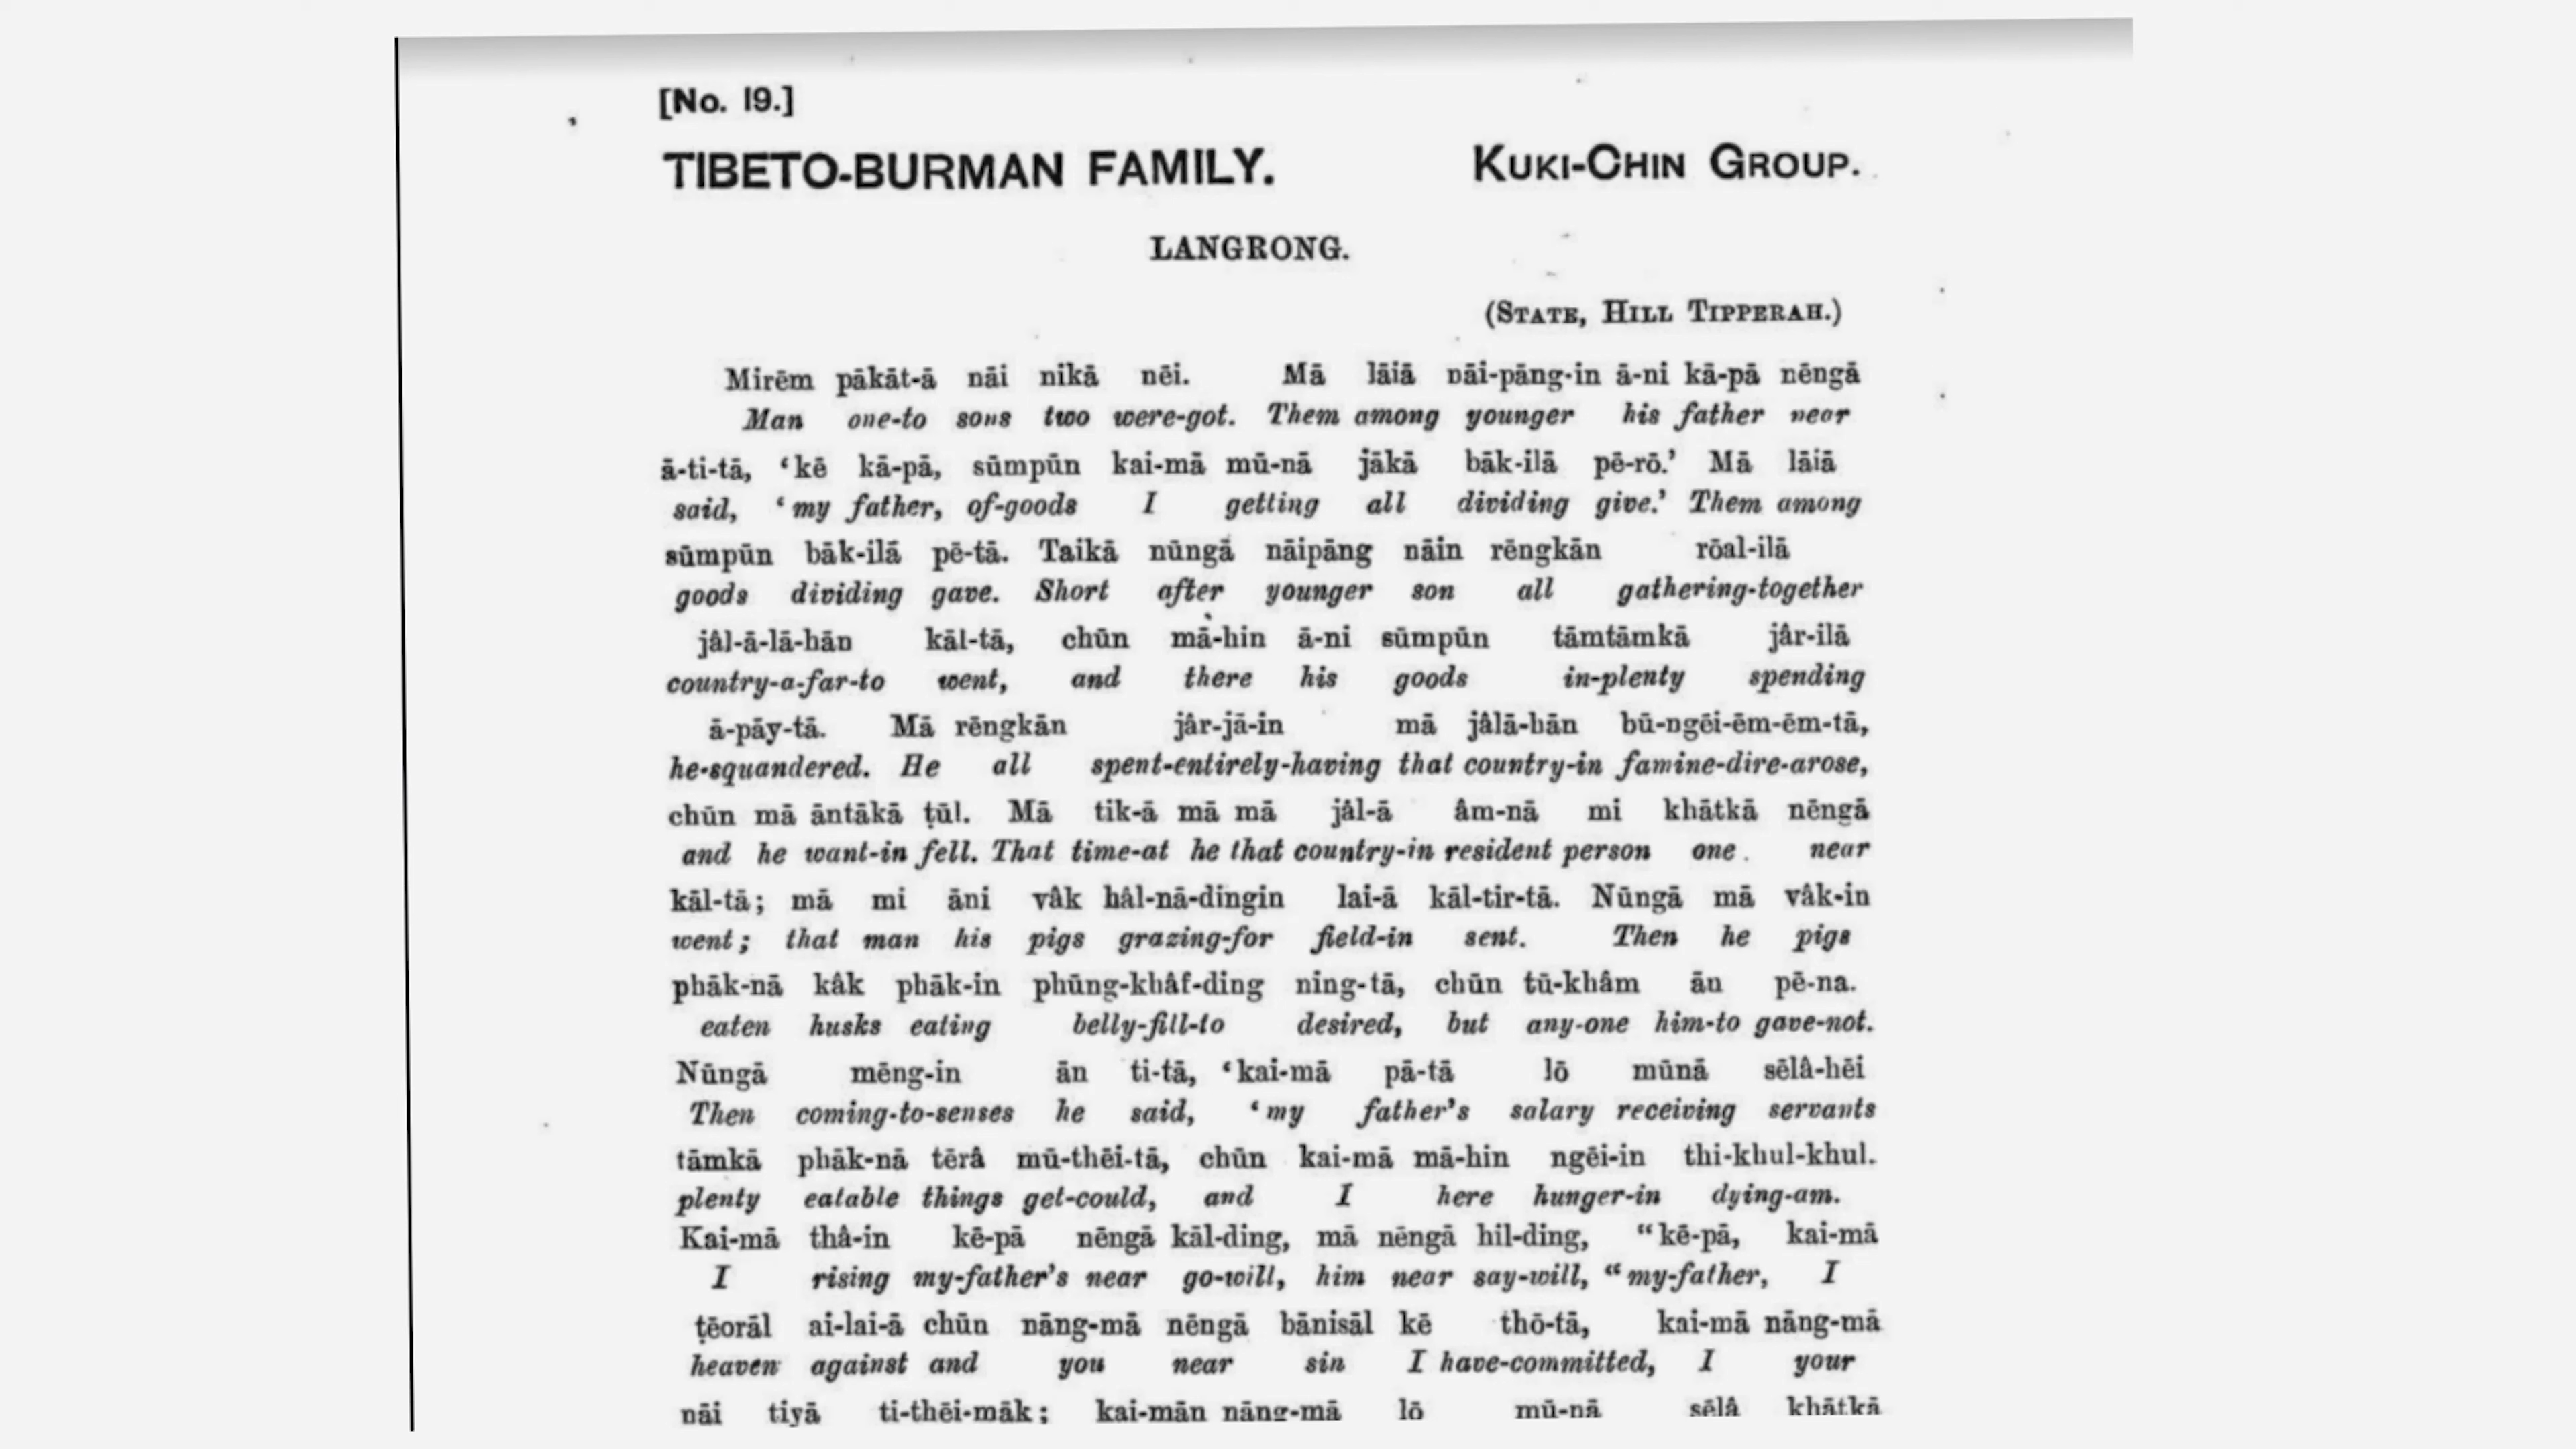 [No. 19.]
TIBETO-BURMAN FAMILY. KUKI-CHIN GROUP.
LANGRONG.
(STATE, HILL TIPPERAH.)
Mirēm pākāt-ā nāi nikā nēi. Mā lāiā nāi-pāng-in ā-ni kā-pā nēngā
Man one-to sons two were-got. Them among younger his father near
ā-ti-tā, ‘kē kā-pā, sūmpūn kai-mā mū-nā jākā bāk-ilā pē-rō.’ Mā lāiā
said, ‘my father, of-goods I getting all dividing give.’ Them among
sūmpūn bāk-ilā pē-tā. Taikā nūngā nāipāng nāin rēngkān rōal-ilā
goods dividing gave. Short after younger son all gathering-together
jâl-ā-lā-hān kāl-tā, chūn mā-hin ā-ni sūmpūn tāmtāmkā jâr-ilā
country-a-far-to went, and there his goods in-plenty spending
ā-pāy-tā. Mā rēngkān jâr-jā-in mā jâlā-hān bū-ngēi-ēm-ēm-tā,
he-squandered. He all spent-entirely-having that country-in famine-dire-arose,
chūn mā āntākā ṭūl. Mā tik-ā mā mā jâl-ā âm-nā mi khātkā nēngā
and he want-in fell. That time-at he that country-in resident person one near
kāl-tā; mā mi āni vâk hâl-nā-dingin lai-ā kāl-tir-tā. Nūngā mā vâk-in
went; that man his pigs grazing-for field-in sent. Then he pigs
phāk-nā kâk phāk-in phūng-khâf-ding ning-tā, chūn tū-khâm ān pē-na.
eaten husks eating belly-fill-to desired, but any-one him-to gave-not.
Nūngā mēng-in ān ti-tā, ‘kai-mā pā-tā lō mūnā sēlâ-hēi
Then coming-to-senses he said, ‘my father’s salary receiving servants
tāmkā phāk-nā tērâ mū-thēi-tā, chūn kai-mā mā-hin ngēi-in thi-khul-khul.
plenty eatable things get-could, and I here hunger-in dying-am.
Kai-mā thâ-in kē-pā nēngā kāl-ding, mā nēngā hil-ding, “kē-pā, kai-mā
I rising my-father’s near go-will, him near say-will, “my-father, I
ṭēorāl ai-lai-ā chūn nāng-mā nēngā bānisāl kē thō-tā, kai-mā nāng-mā
heaven against and you near sin I have-committed, I your
nāi tiyā ti-thēi-māk; kai-mān nāng-mā lō mū-nā sēlâ khātkā